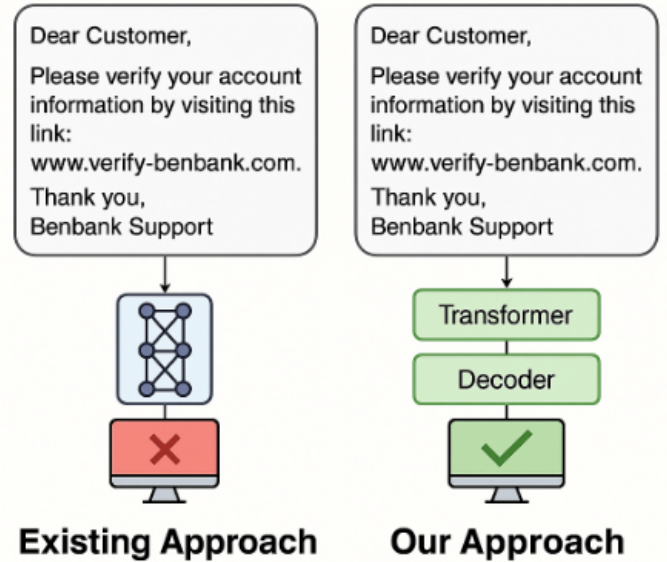 Dear Customer,
Please verify your account
information by visiting this
link:
www.verify-benbank.com.
Thank you,
Benbank Support
Existing Approach
Dear Customer,
Please verify your account
information by visiting this
link:
www.verify-benbank.com.
Thank you,
Benbank Support
Transformer
Decoder
Our Approach